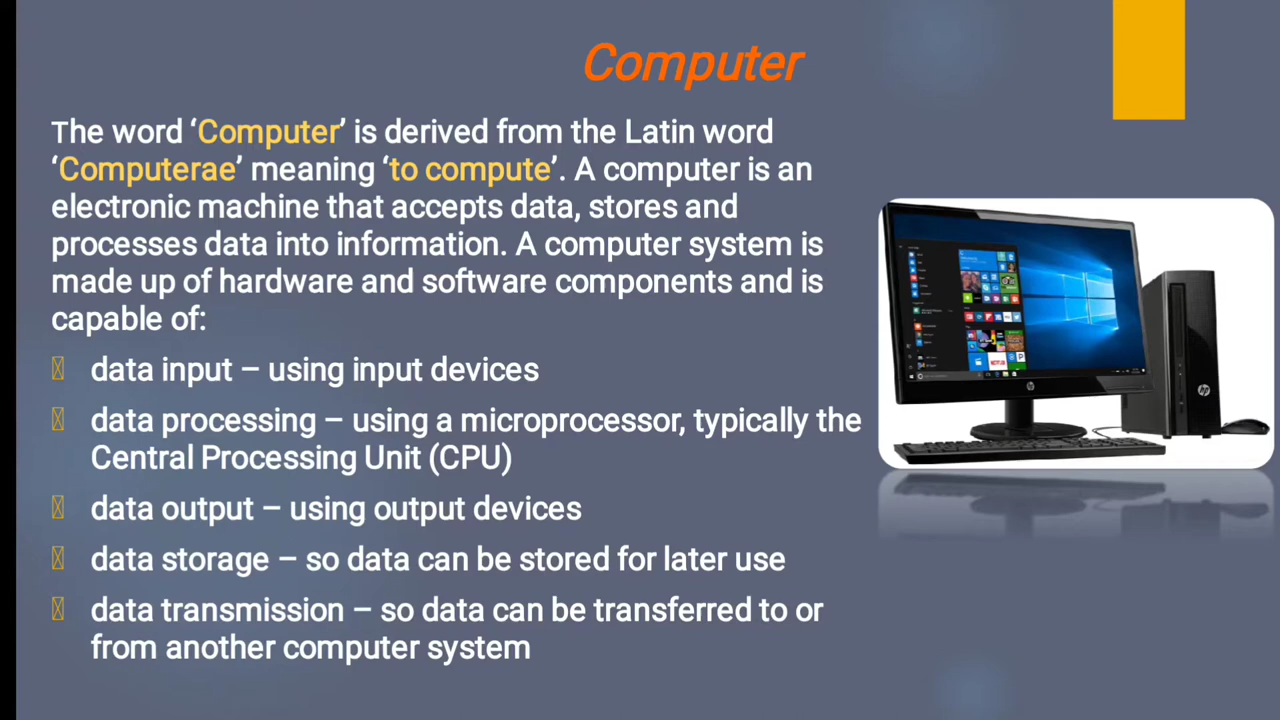 Computer
The word ‘Computer’ is derived from the Latin word
‘Computerae’ meaning ‘to compute’. A computer is an
electronic machine that accepts data, stores and
processes data into information. A computer system is
made up of hardware and software components and is
capable of:
data input – using input devices
data processing – using a microprocessor, typically the
Central Processing Unit (CPU)
data output – using output devices
data storage – so data can be stored for later use
data transmission – so data can be transferred to or
from another computer system
hp